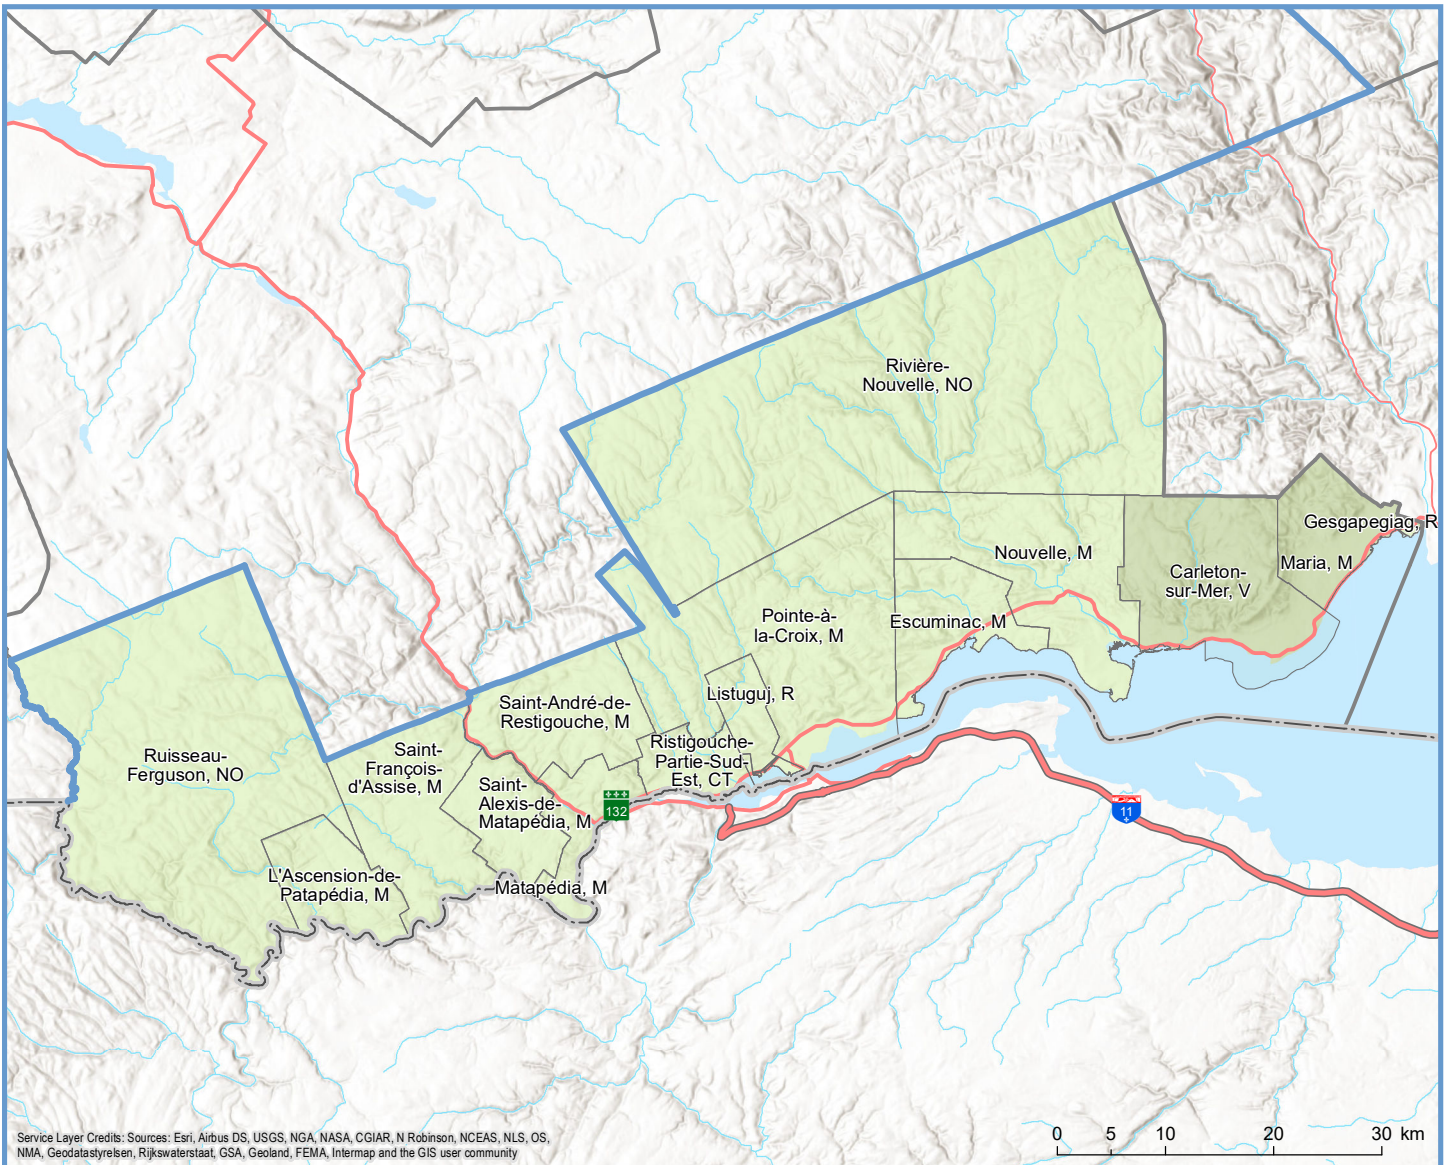 Rivière-
Nouvelle, NO
Gesgapegiag, R
Nouvelle, M
Maria, M
Carleton-
sur-Mer, V
Pointe-à-
la-Croix, M
Escuminac, M
Listuguj, R
Saint-André-de-
Restigouche, M
Ristigouche-
Partie-Sud-
Est, CT
Ruisseau-
Ferguson, NO
Saint-
François-
d'Assise, M
Saint-
Alexis-de-
Matapédia, M
132
11
L'Ascension-de-
Patapédia, M
Matapédia, M
0 5 10 20 30 km
Service Layer Credits: Sources: Esri, Airbus DS, USGS, NGA, NASA, CGIAR, N Robinson, NCEAS, NLS, OS,
NMA, Geodatastyrelsen, Rijkswaterstaat, GSA, Geoland, FEMA, Intermap and the GIS user community